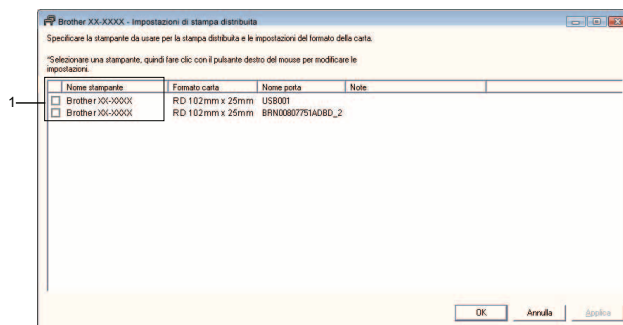 Brother XX-XXXX - Impostazioni di stampa distribuita
Specificare la stampante da usare per la stampa distribuita e le impostazioni del formato della carta.
*Selezionare una stampante, quindi fare clic con il pulsante destro del mouse per modificare le
impostazioni.
Nome stampante Formato carta Nome porta Note
1
Brother XX-XXXX RD 102mm x 25mm USB001
Brother XX-XXXX RD 102mm x 25mm BRN00807751ADBD_2
OK Annulla Applica